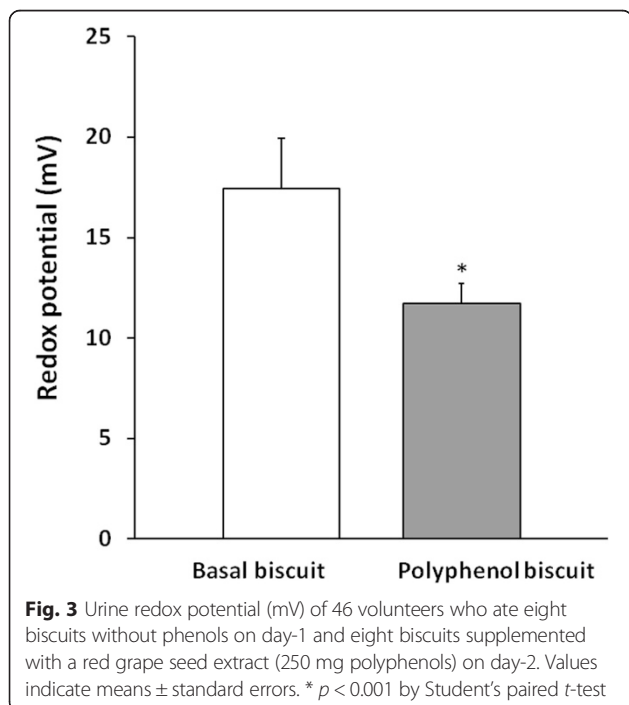 25
20
15
10
5
0
Redox potential (mV)
*
Basal biscuit
Polyphenol biscuit
Fig. 3 Urine redox potential (mV) of 46 volunteers who ate eight
biscuits without phenols on day-1 and eight biscuits supplemented
with a red grape seed extract (250 mg polyphenols) on day-2. Values
indicate means ± standard errors. * p < 0.001 by Student’s paired t-test